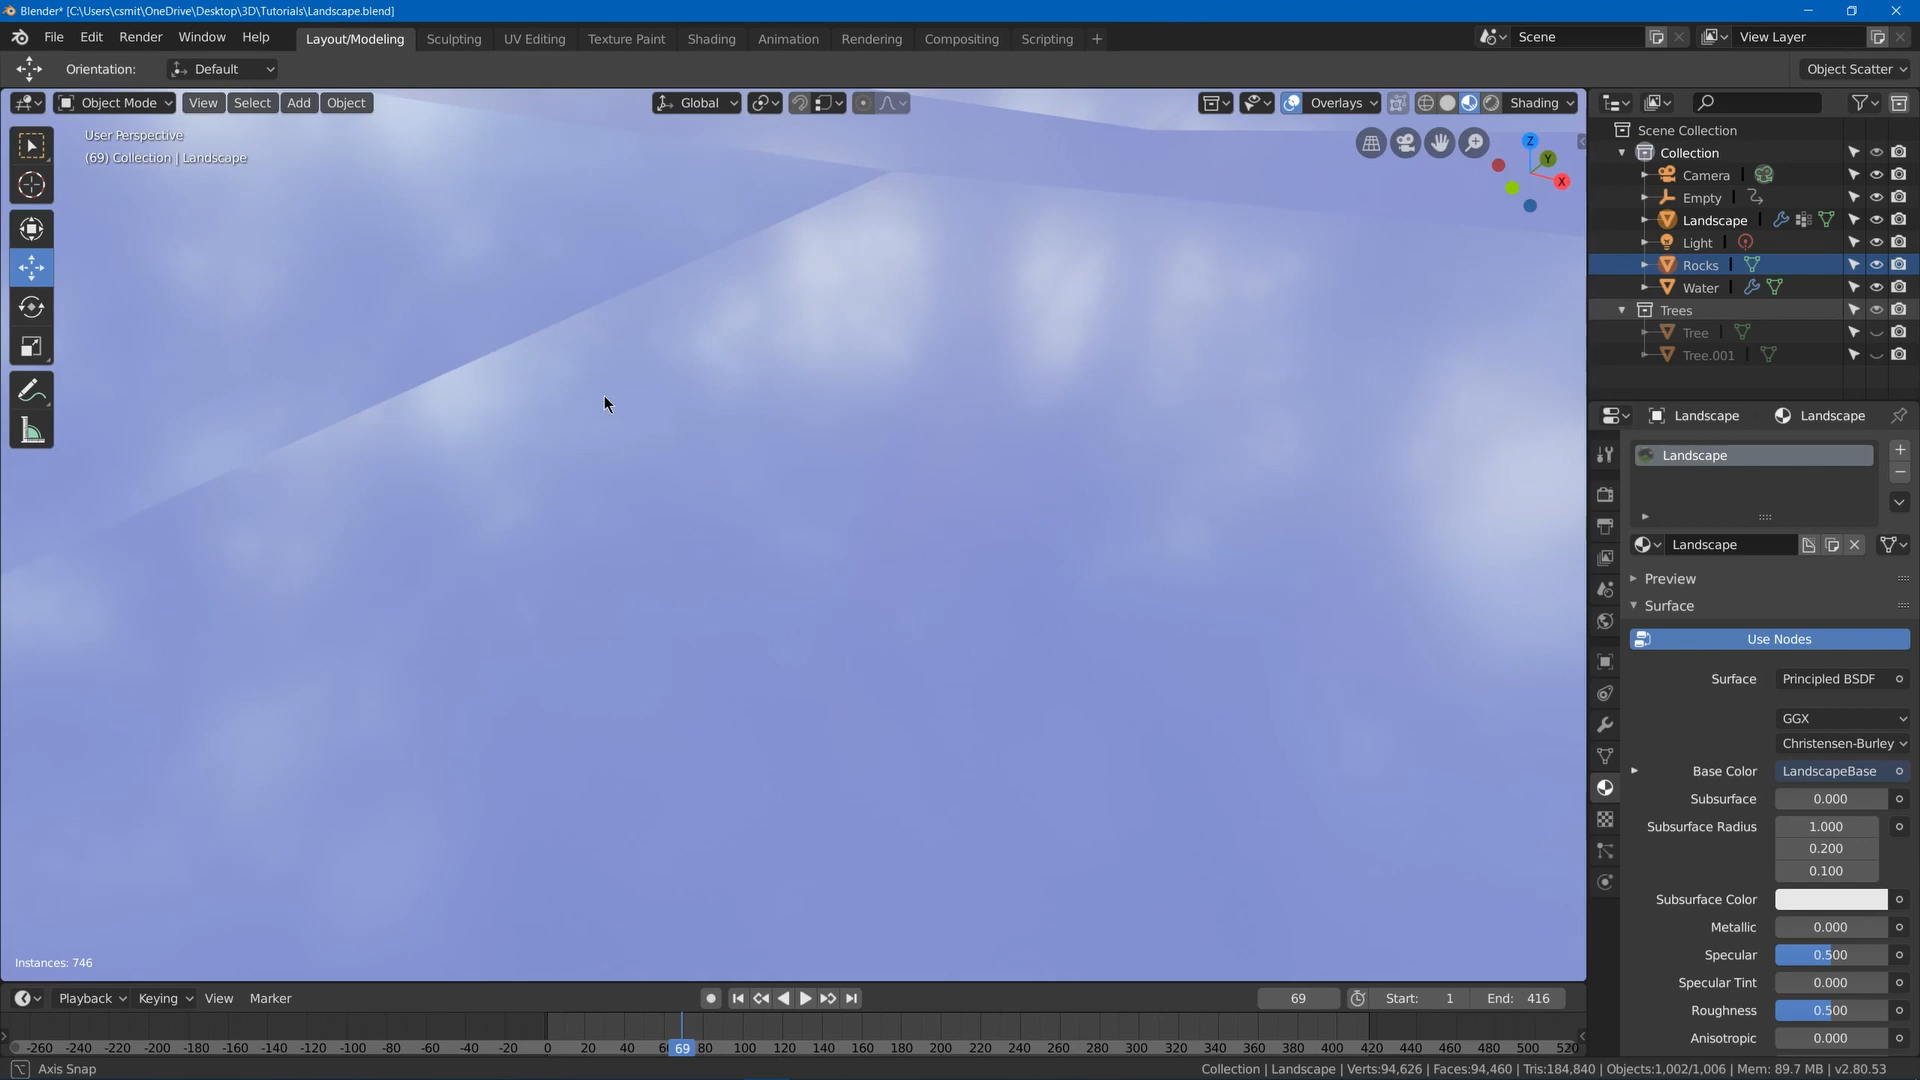 Blender* [C:\Users\csmit\OneDrive\Desktop\3D\Tutorials\Landscape.blend]
File Edit Render Window Help Layout/Modeling Sculpting UV Editing Texture Paint Shading Animation Rendering Compositing Scripting + Scene View Layer
Orientation: Default Object Scatter
Object Mode View Select Add Object Global Overlays Shading
User Perspective
(69) Collection | Landscape
Z
Y
X
Scene Collection
Collection
Camera
Empty
Landscape
Light
Rocks
Water
Trees
Tree
Tree.001
Landscape Landscape
Landscape
Landscape
Preview
Surface
Use Nodes
Surface Principled BSDF
GGX
Christensen-Burley
Base Color LandscapeBase
Subsurface 0.000
Subsurface Radius 1.000
0.200
0.100
Subsurface Color
Metallic 0.000
Specular 0.500
Specular Tint 0.000
Roughness 0.500
Anisotropic 0.000
Instances: 746
Playback Keying View Marker 69 Start: 1 End: 416
-260 -240 -220 -200 -180 -160 -140 -120 -100 -80 -60 -40 -20 0 20 40 69 80 100 120 140 160 180 200 220 240 260 280 300 320 340 360 380 400 420 440 460 480 500 520
Axis Snap Collection | Landscape | Verts:94,626 | Faces:94,460 | Tris:184,840 | Objects:1,002/1,006 | Mem: 89.7 MB | v2.80.53